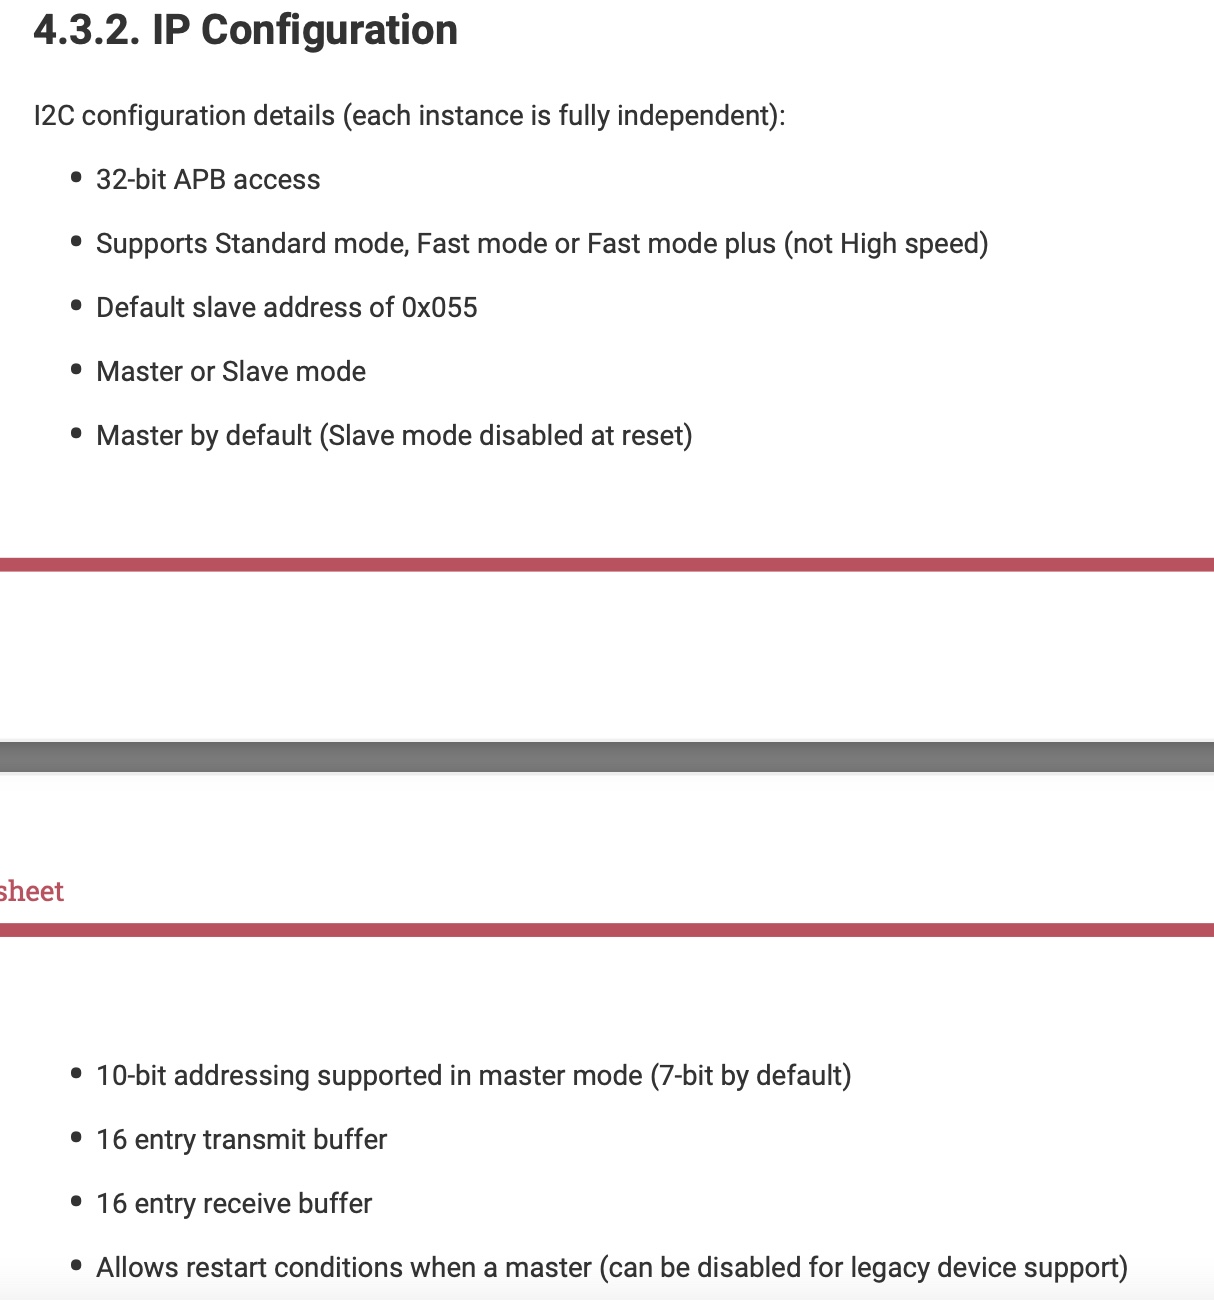 4.3.2. IP Configuration
I2C configuration details (each instance is fully independent):
• 32-bit APB access
• Supports Standard mode, Fast mode or Fast mode plus (not High speed)
• Default slave address of 0x055
• Master or Slave mode
• Master by default (Slave mode disabled at reset)
sheet
• 10-bit addressing supported in master mode (7-bit by default)
• 16 entry transmit buffer
• 16 entry receive buffer
• Allows restart conditions when a master (can be disabled for legacy device support)